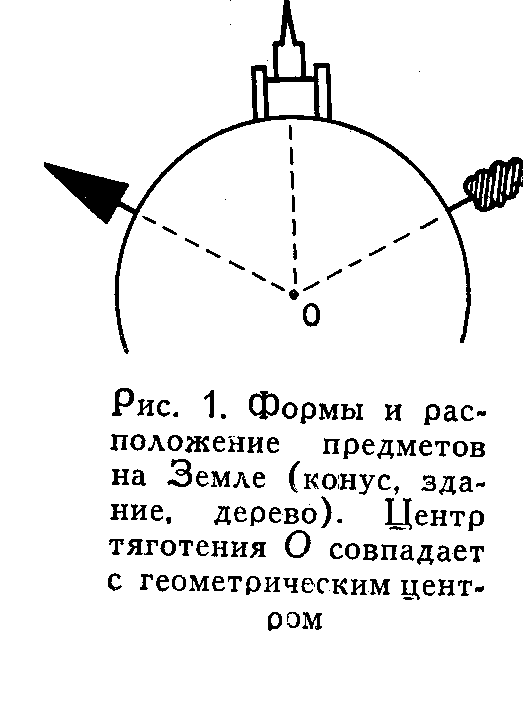 О
Рис. 1. Формы и рас-
положение предметов
на Земле (конус, зда-
ние, дерево). Центр
тяготения О совпадает
с геометрическим цент-
ром